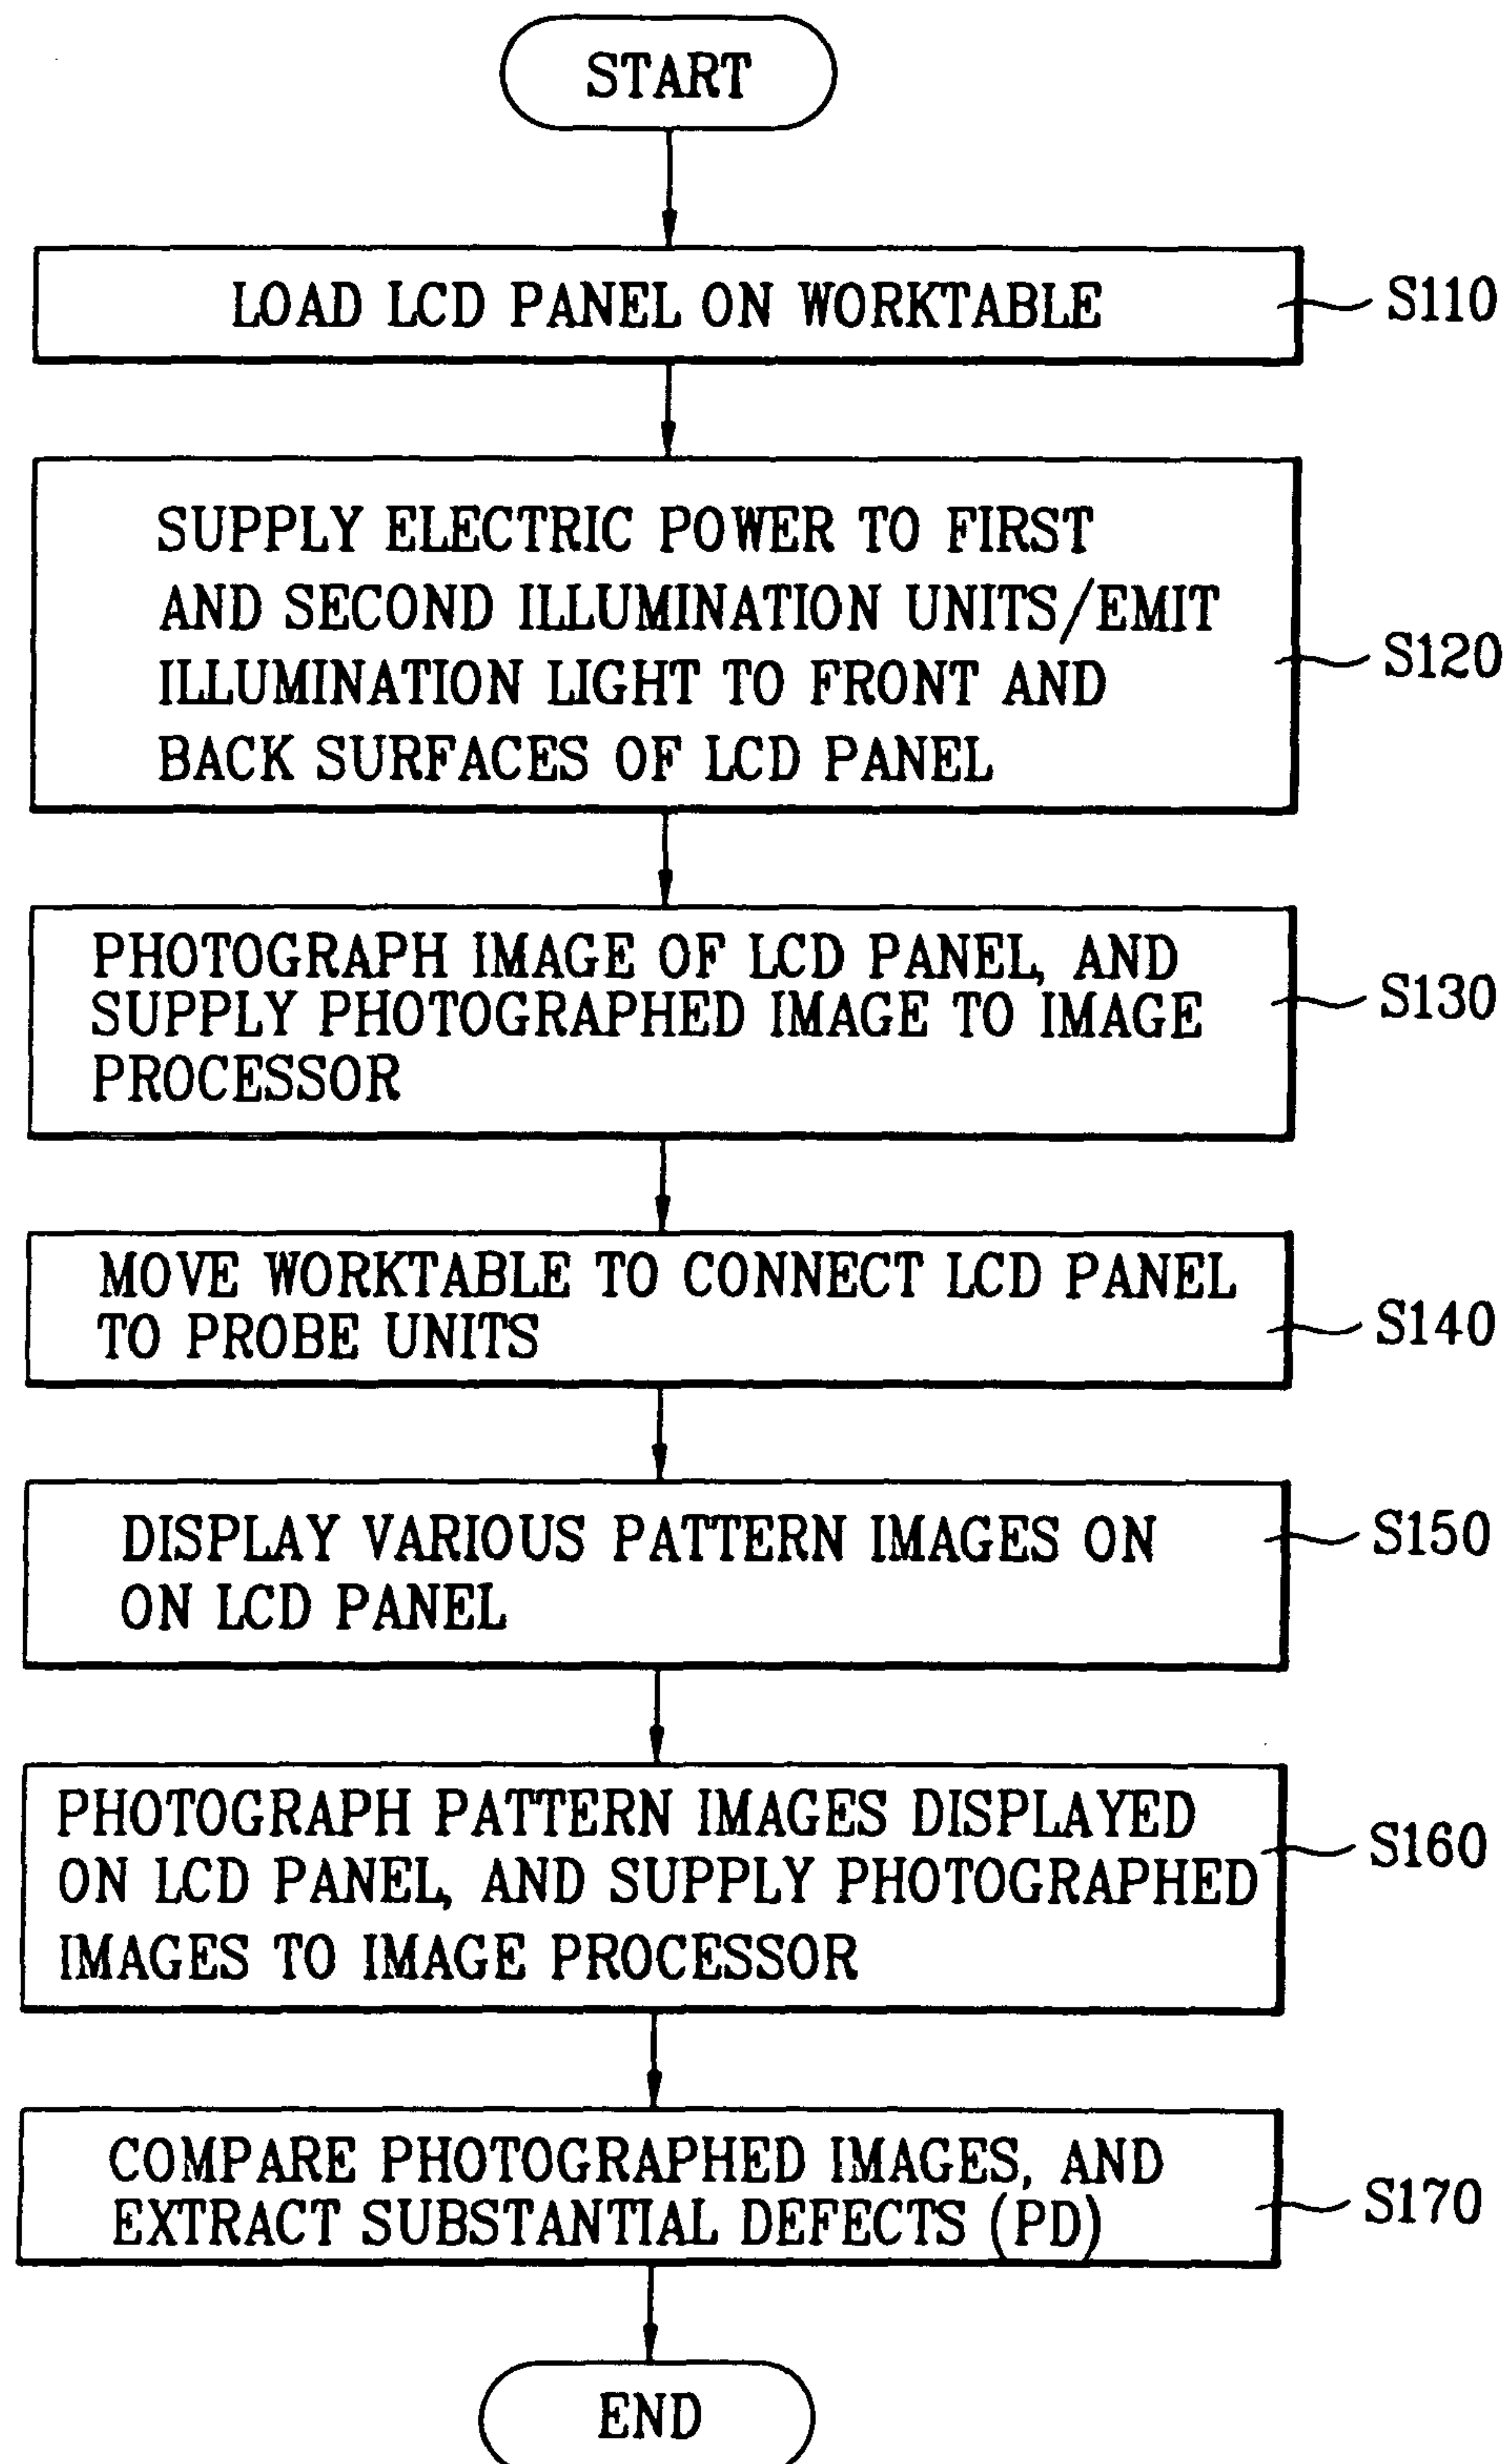 START
LOAD LCD PANEL ON WORKTABLE
S110
SUPPLY ELECTRIC POWER TO FIRST
AND SECOND ILLUMINATION UNITS/EMIT
ILLUMINATION LIGHT TO FRONT AND
BACK SURFACES OF LCD PANEL
S120
PHOTOGRAPH IMAGE OF LCD PANEL, AND
SUPPLY PHOTOGRAPHED IMAGE TO IMAGE
PROCESSOR
S130
MOVE WORKTABLE TO CONNECT LCD PANEL
TO PROBE UNITS
S140
DISPLAY VARIOUS PATTERN IMAGES ON
ON LCD PANEL
S150
PHOTOGRAPH PATTERN IMAGES DISPLAYED
ON LCD PANEL, AND SUPPLY PHOTOGRAPHED
IMAGES TO IMAGE PROCESSOR
S160
COMPARE PHOTOGRAPHED IMAGES, AND
EXTRACT SUBSTANTIAL DEFECTS (PD)
S170
END